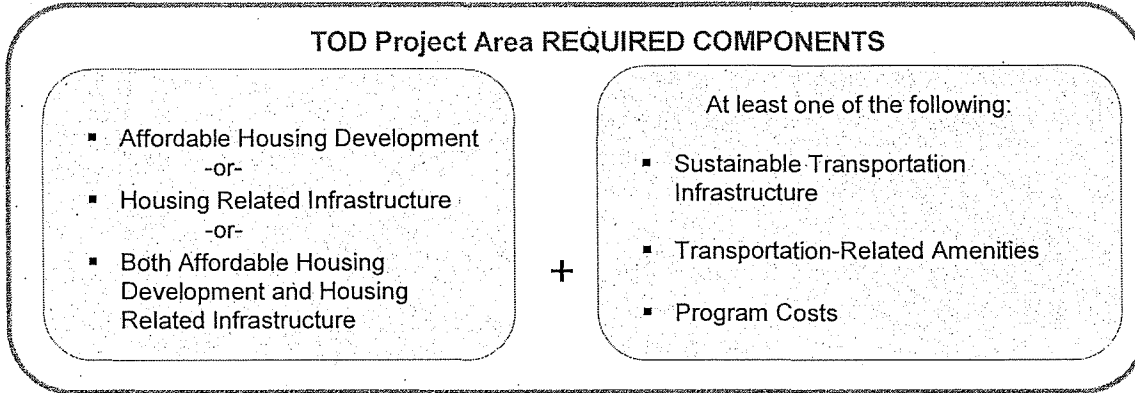 TOD Project Area REQUIRED COMPONENTS
▪ Affordable Housing Development
-or-
▪ Housing Related Infrastructure
-or-
▪ Both Affordable Housing
Development and Housing
Related Infrastructure
+
At least one of the following:
▪ Sustainable Transportation
Infrastructure
▪ Transportation-Related Amenities
▪ Program Costs